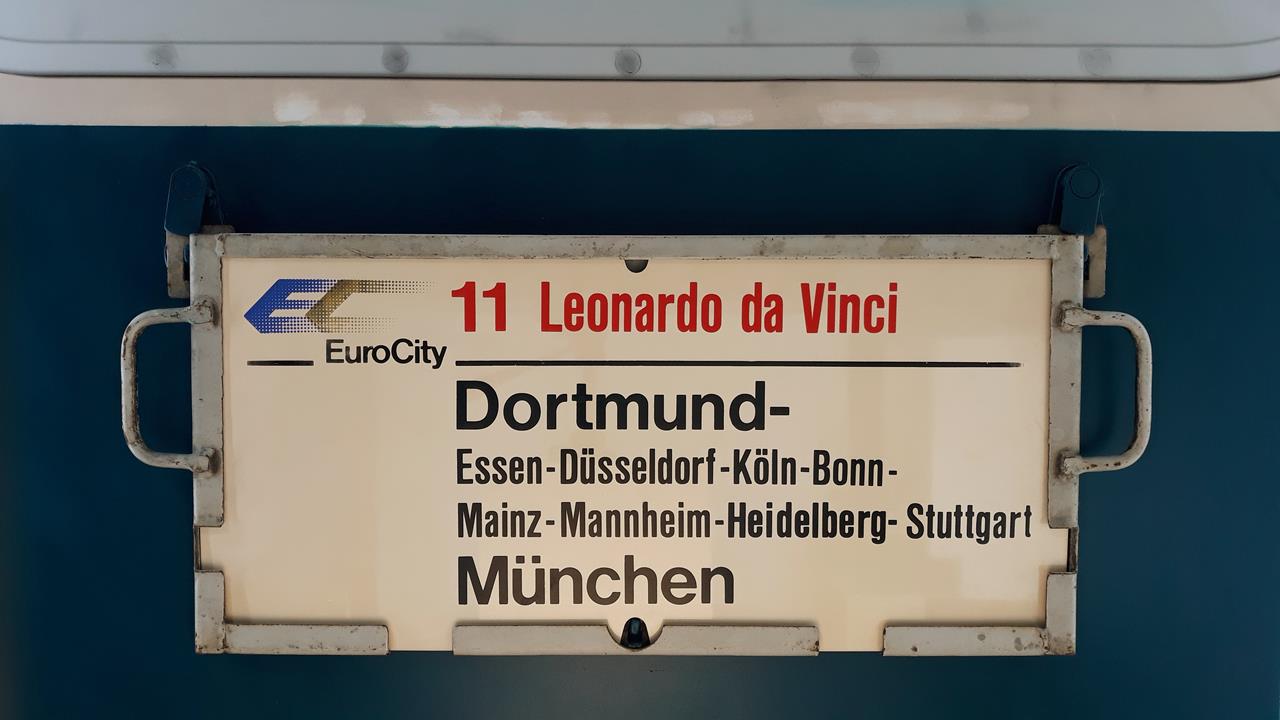 EC 11 Leonardo da Vinci
EuroCity
Dortmund-
Essen-Düsseldorf-Köln-Bonn-
Mainz-Mannheim-Heidelberg-Stuttgart
München